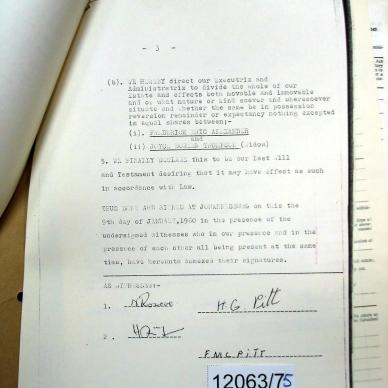 - 3 -
(b). WE HEREBY direct our Executrix and
Administratrix to divide the whole of our
Estate and effects both movable and immovable
and of what nature or kind soever and wheresoever
situate and whether the same be in possession
reversion remainder or expectancy nothing excepted
in equal shares between:-
(i). FREDERICK ERIC ALEXANDER
and
(ii) JOYCE (Widow)
5. WE FINALLY DECLARE this to be our Last Will
and Testament desiring that it may have effect as such
in accordance with Law.
THUS DONE AND SIGNED AT JOHANNESBURG on this the
9th day of JANUARY, 1960 in the presence of the
undersigned witnesses who in our presence and in the
presence of each other all being present at the same
time, have hereunto annexed their signatures.
AS WITNESSES:-
1. H.G. Pitt
2.
F.M.C. PITT
12063/75